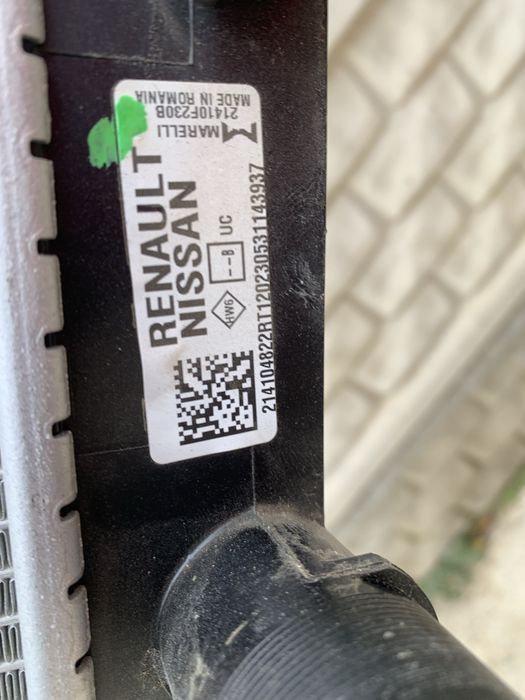 RENAULT
NISSAN
MARELLI
21410F230B
MADE IN ROMANIA
HW6
--B
UC
214104822RT120230531143937